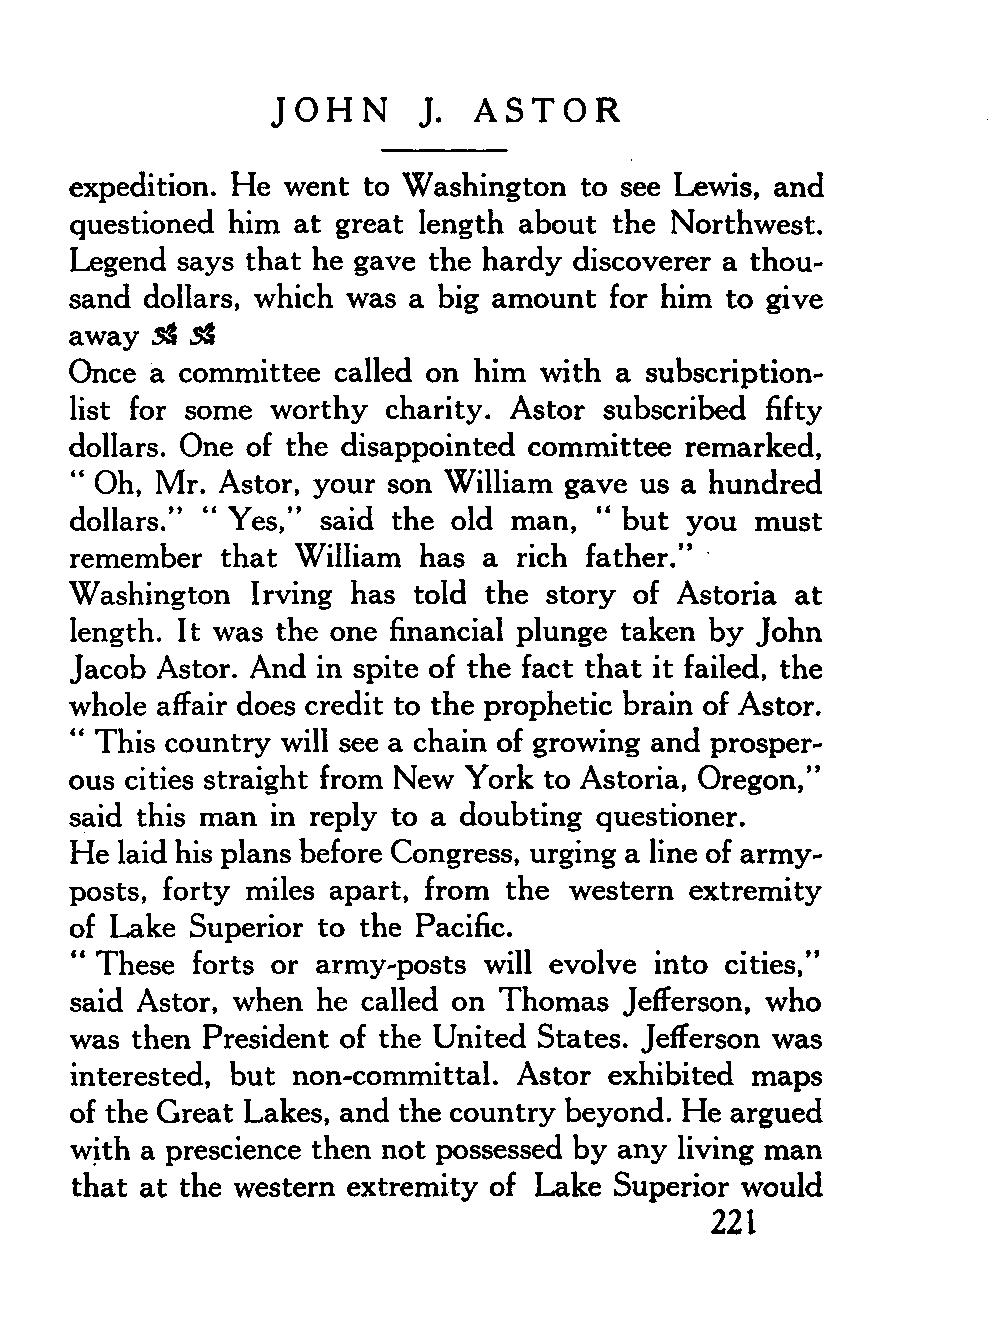 JOHN J. ASTOR
expedition. He went to Washington to see Lewis, and
questioned him at great length about the Northwest.
Legend says that he gave the hardy discoverer a thou-
sand dollars, which was a big amount for him to give
away
Once a committee called on him with a subscription-
list for some worthy charity. Astor subscribed fifty
dollars. One of the disappointed committee remarked,
“ Oh, Mr. Astor, your son William gave us a hundred
dollars.” “ Yes,” said the old man, “ but you must
remember that William has a rich father.”
Washington Irving has told the story of Astoria at
length. It was the one financial plunge taken by John
Jacob Astor. And in spite of the fact that it failed, the
whole affair does credit to the prophetic brain of Astor.
“ This country will see a chain of growing and prosper-
ous cities straight from New York to Astoria, Oregon,”
said this man in reply to a doubting questioner.
He laid his plans before Congress, urging a line of army-
posts, forty miles apart, from the western extremity
of Lake Superior to the Pacific.
“ These forts or army-posts will evolve into cities,”
said Astor, when he called on Thomas Jefferson, who
was then President of the United States. Jefferson was
interested, but non-committal. Astor exhibited maps
of the Great Lakes, and the country beyond. He argued
with a prescience then not possessed by any living man
that at the western extremity of Lake Superior would
221